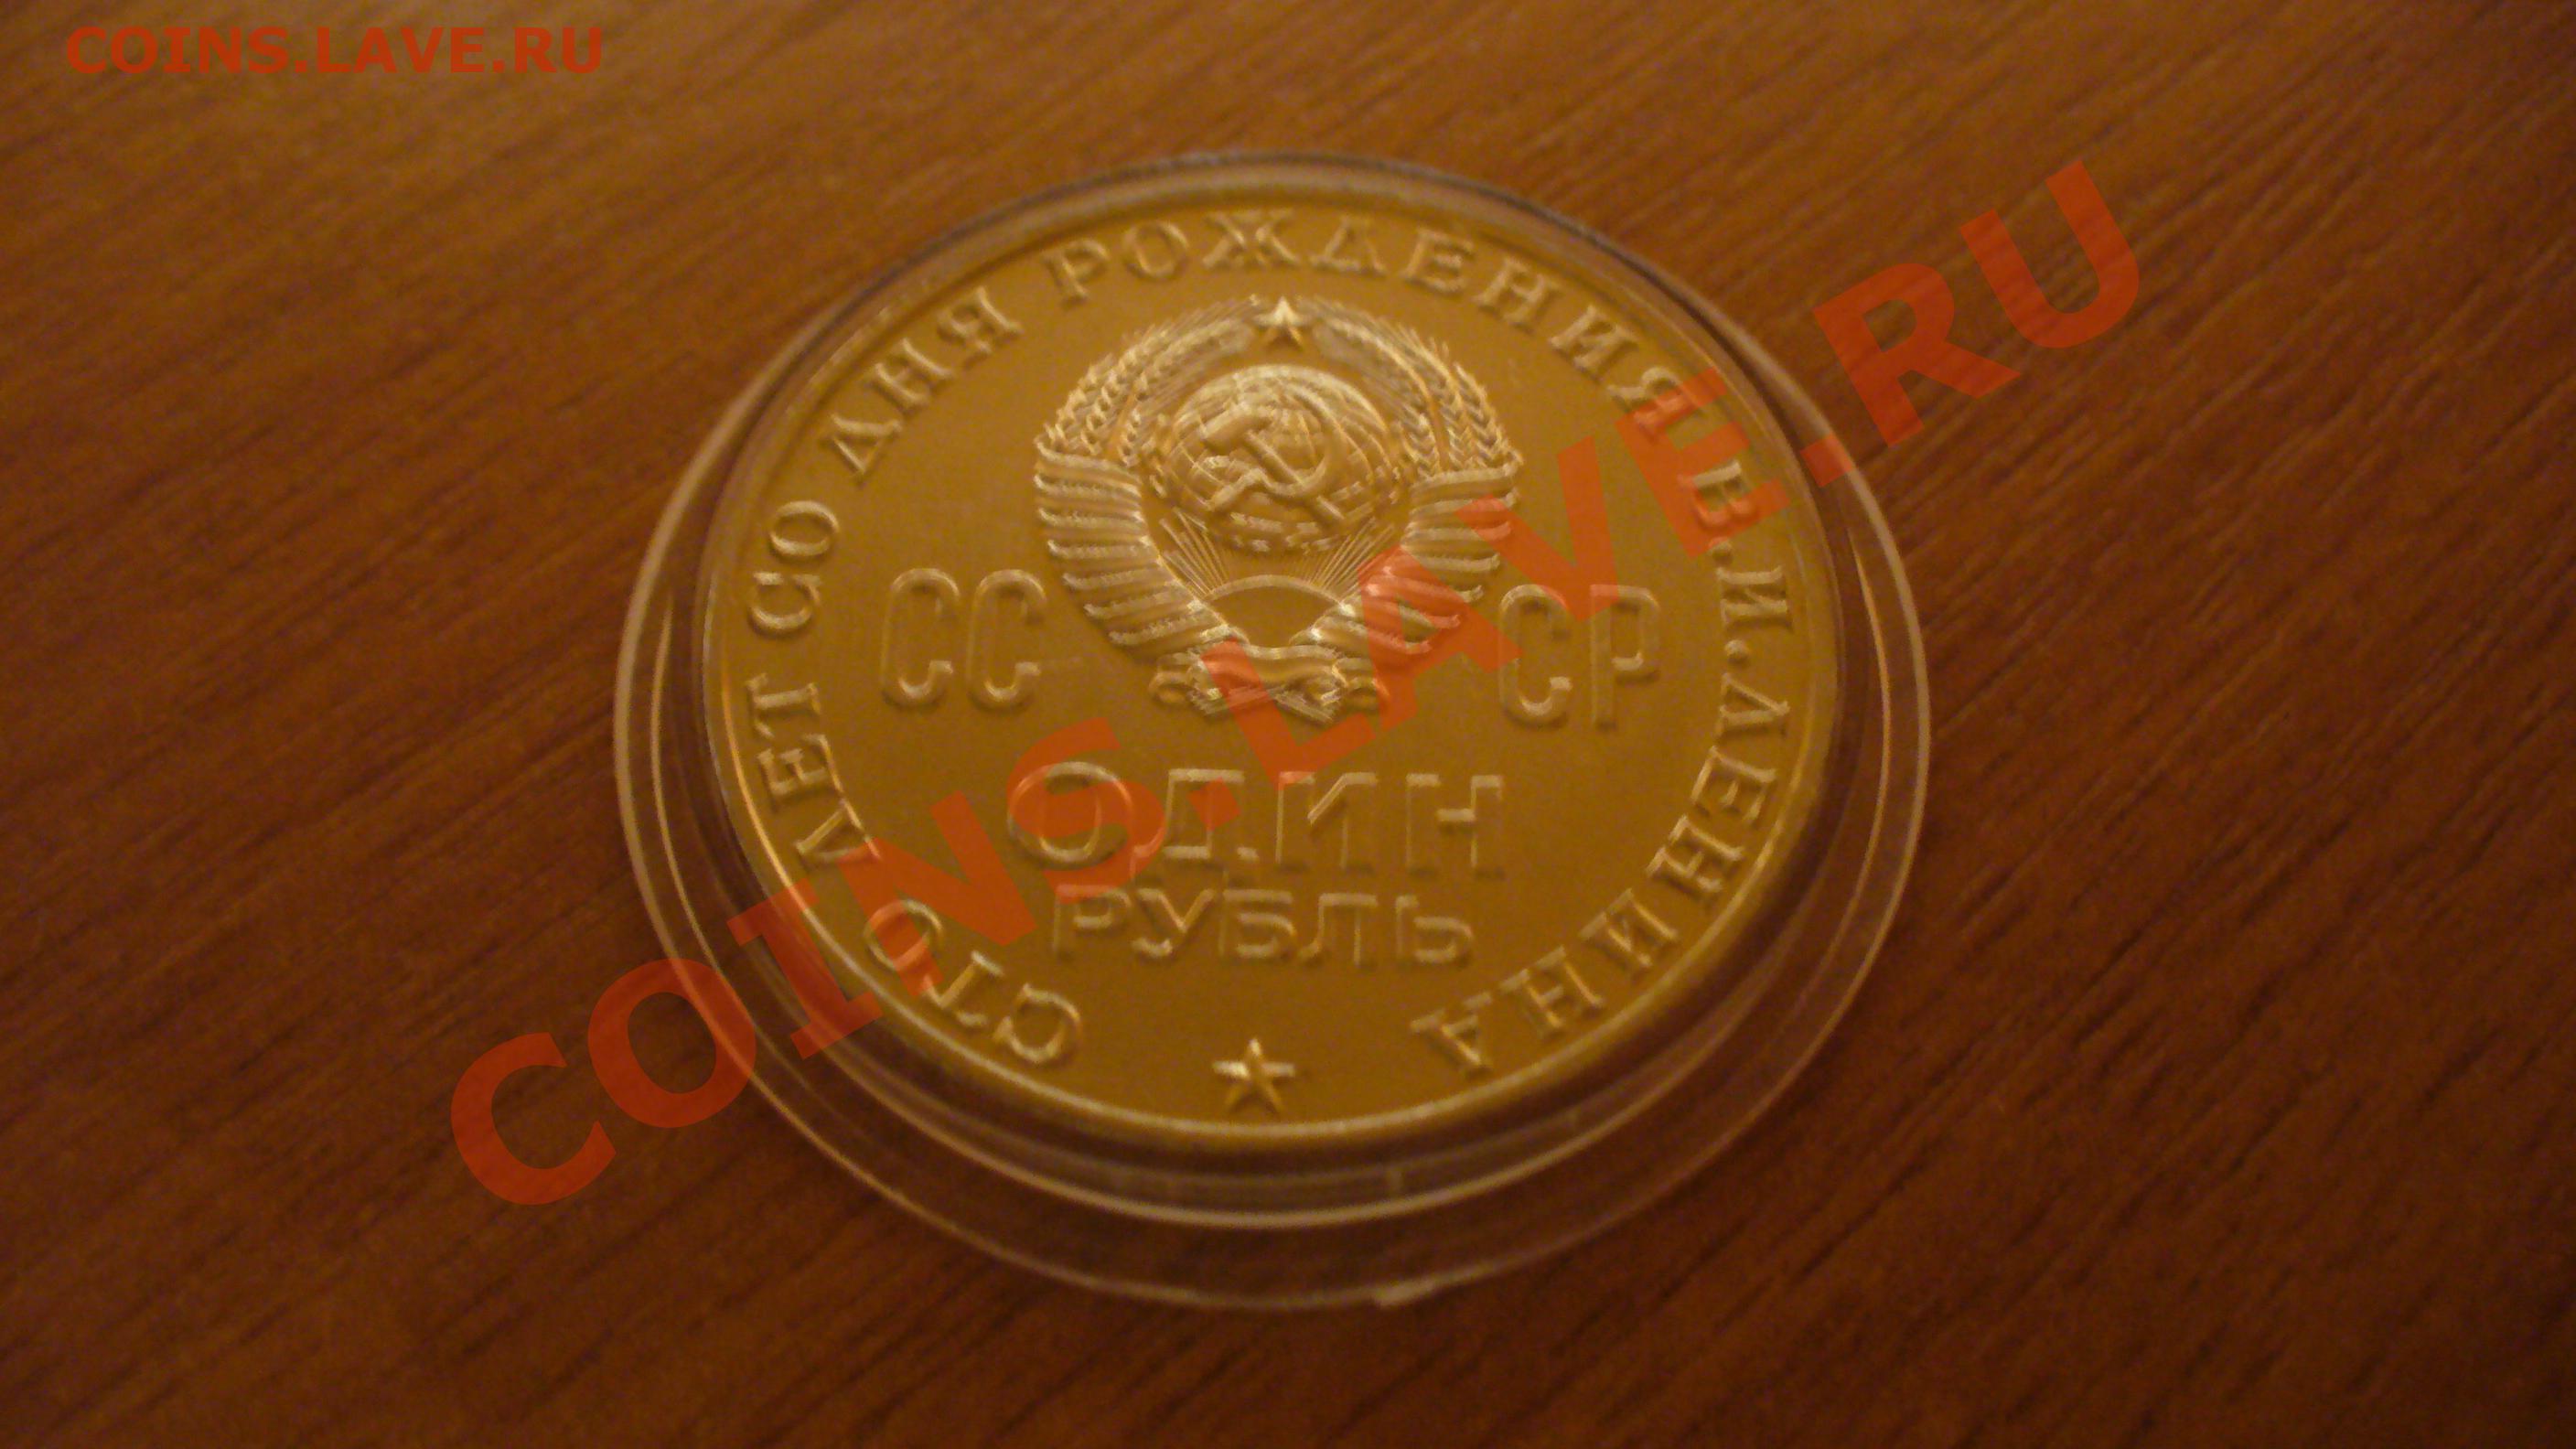 COINS.LAVE.RU
СТО ЛЕТ СО ДНЯ РОЖДЕНИЯ В.И.ЛЕНИНА
СС СР
ОДИН
РУБЛЬ
COINS.LAVE.RU